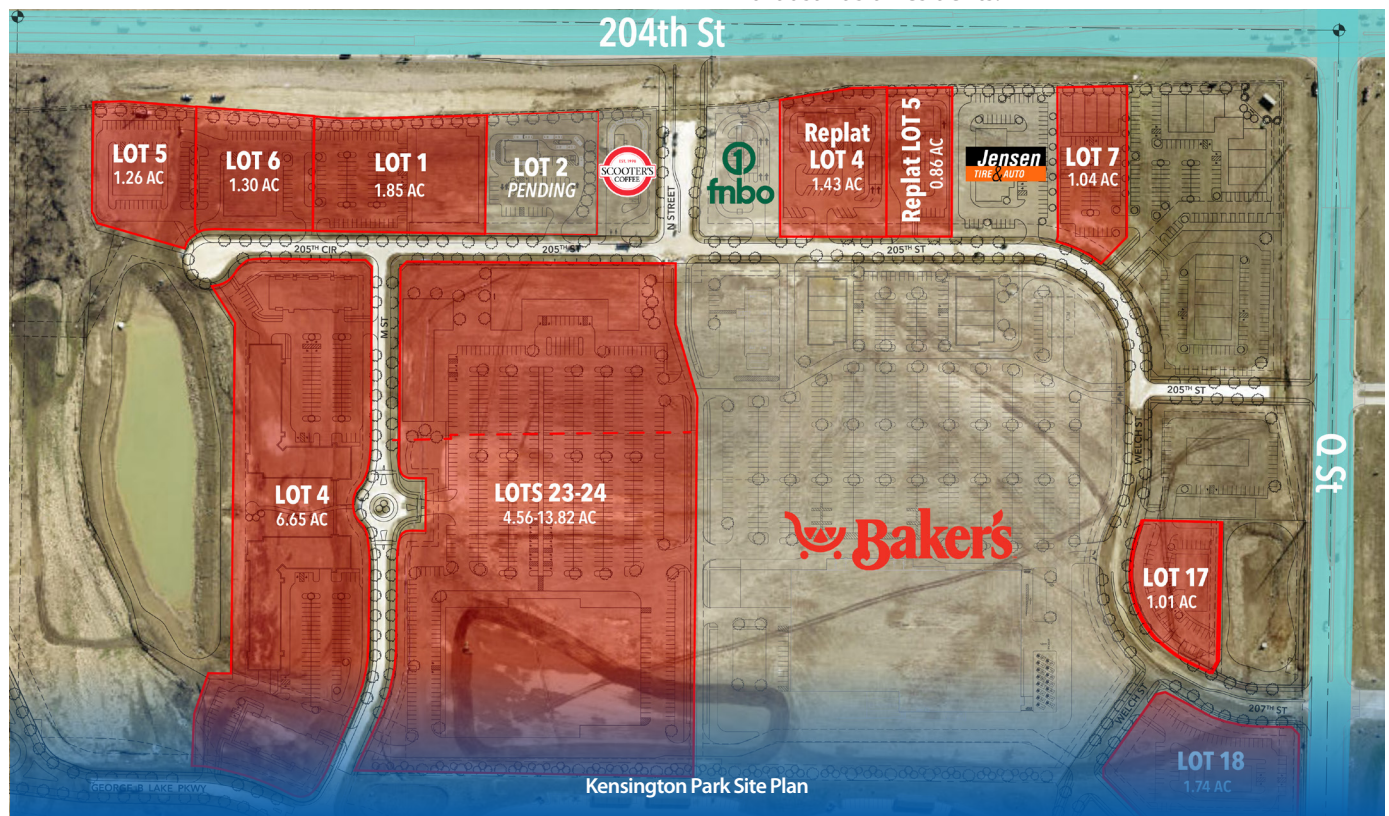 204th St
LOT 5
1.26 AC
LOT 6
1.30 AC
LOT 1
1.85 AC
LOT 2
PENDING
EST. 1998
SCOOTER'S
COFFEE
N STREET
1
fnbo
Replat
LOT 4
1.43 AC
Replat LOT 5
0.86 AC
Jensen
TIRE & AUTO
LOT 7
1.04 AC
205TH CIR
205TH ST
205TH ST
M ST
205TH ST
WELCH ST
Q St
LOT 4
6.65 AC
LOTS 23-24
4.56-13.82 AC
Baker's
LOT 17
1.01 AC
WELCH ST
207TH ST
LOT 18
1.74 AC
GEORGE B LAKE PKWY
Kensington Park Site Plan